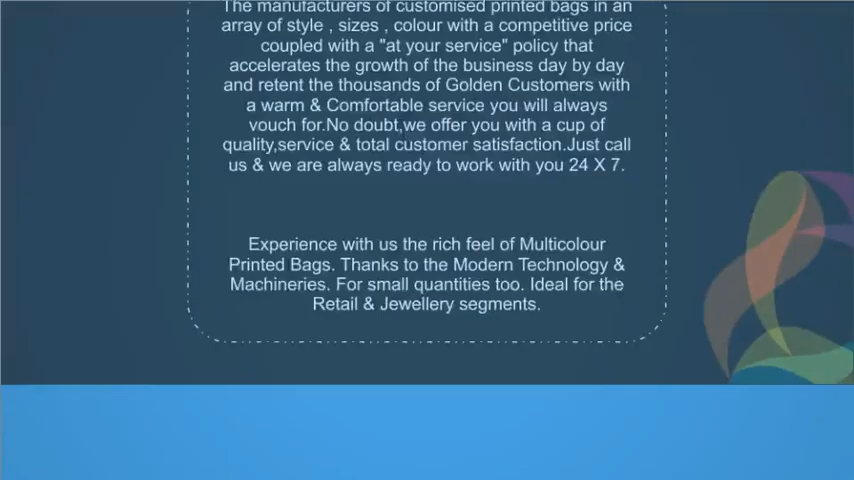 The manufacturers of customised printed bags in an
array of style , sizes , colour with a competitive price
coupled with a "at your service" policy that
accelerates the growth of the business day by day
and retent the thousands of Golden Customers with
a warm & Comfortable service you will always
vouch for.No doubt,we offer you with a cup of
quality,service & total customer satisfaction.Just call
us & we are always ready to work with you 24 X 7.
Experience with us the rich feel of Multicolour
Printed Bags. Thanks to the Modern Technology &
Machineries. For small quantities too. Ideal for the
Retail & Jewellery segments.